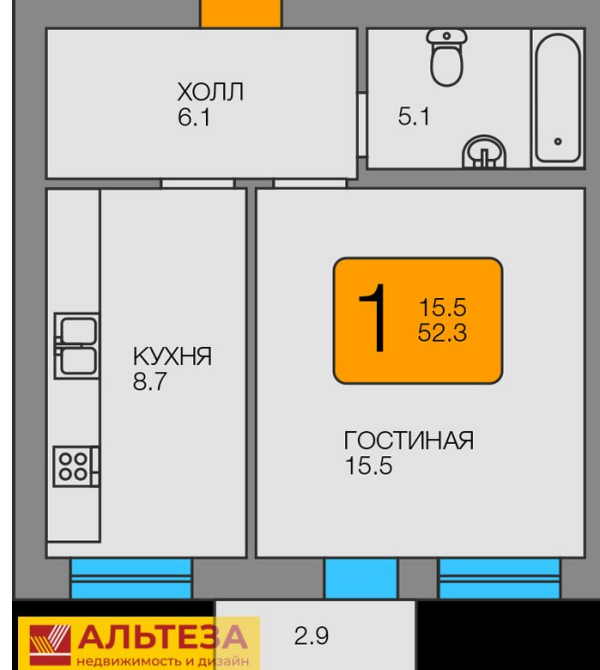 ХОЛЛ
6.1
5.1
1
15.5
52.3
КУХНЯ
8.7
ГОСТИНАЯ
15.5
2.9
АЛЬТЕЗА
недвижимость и дизайн